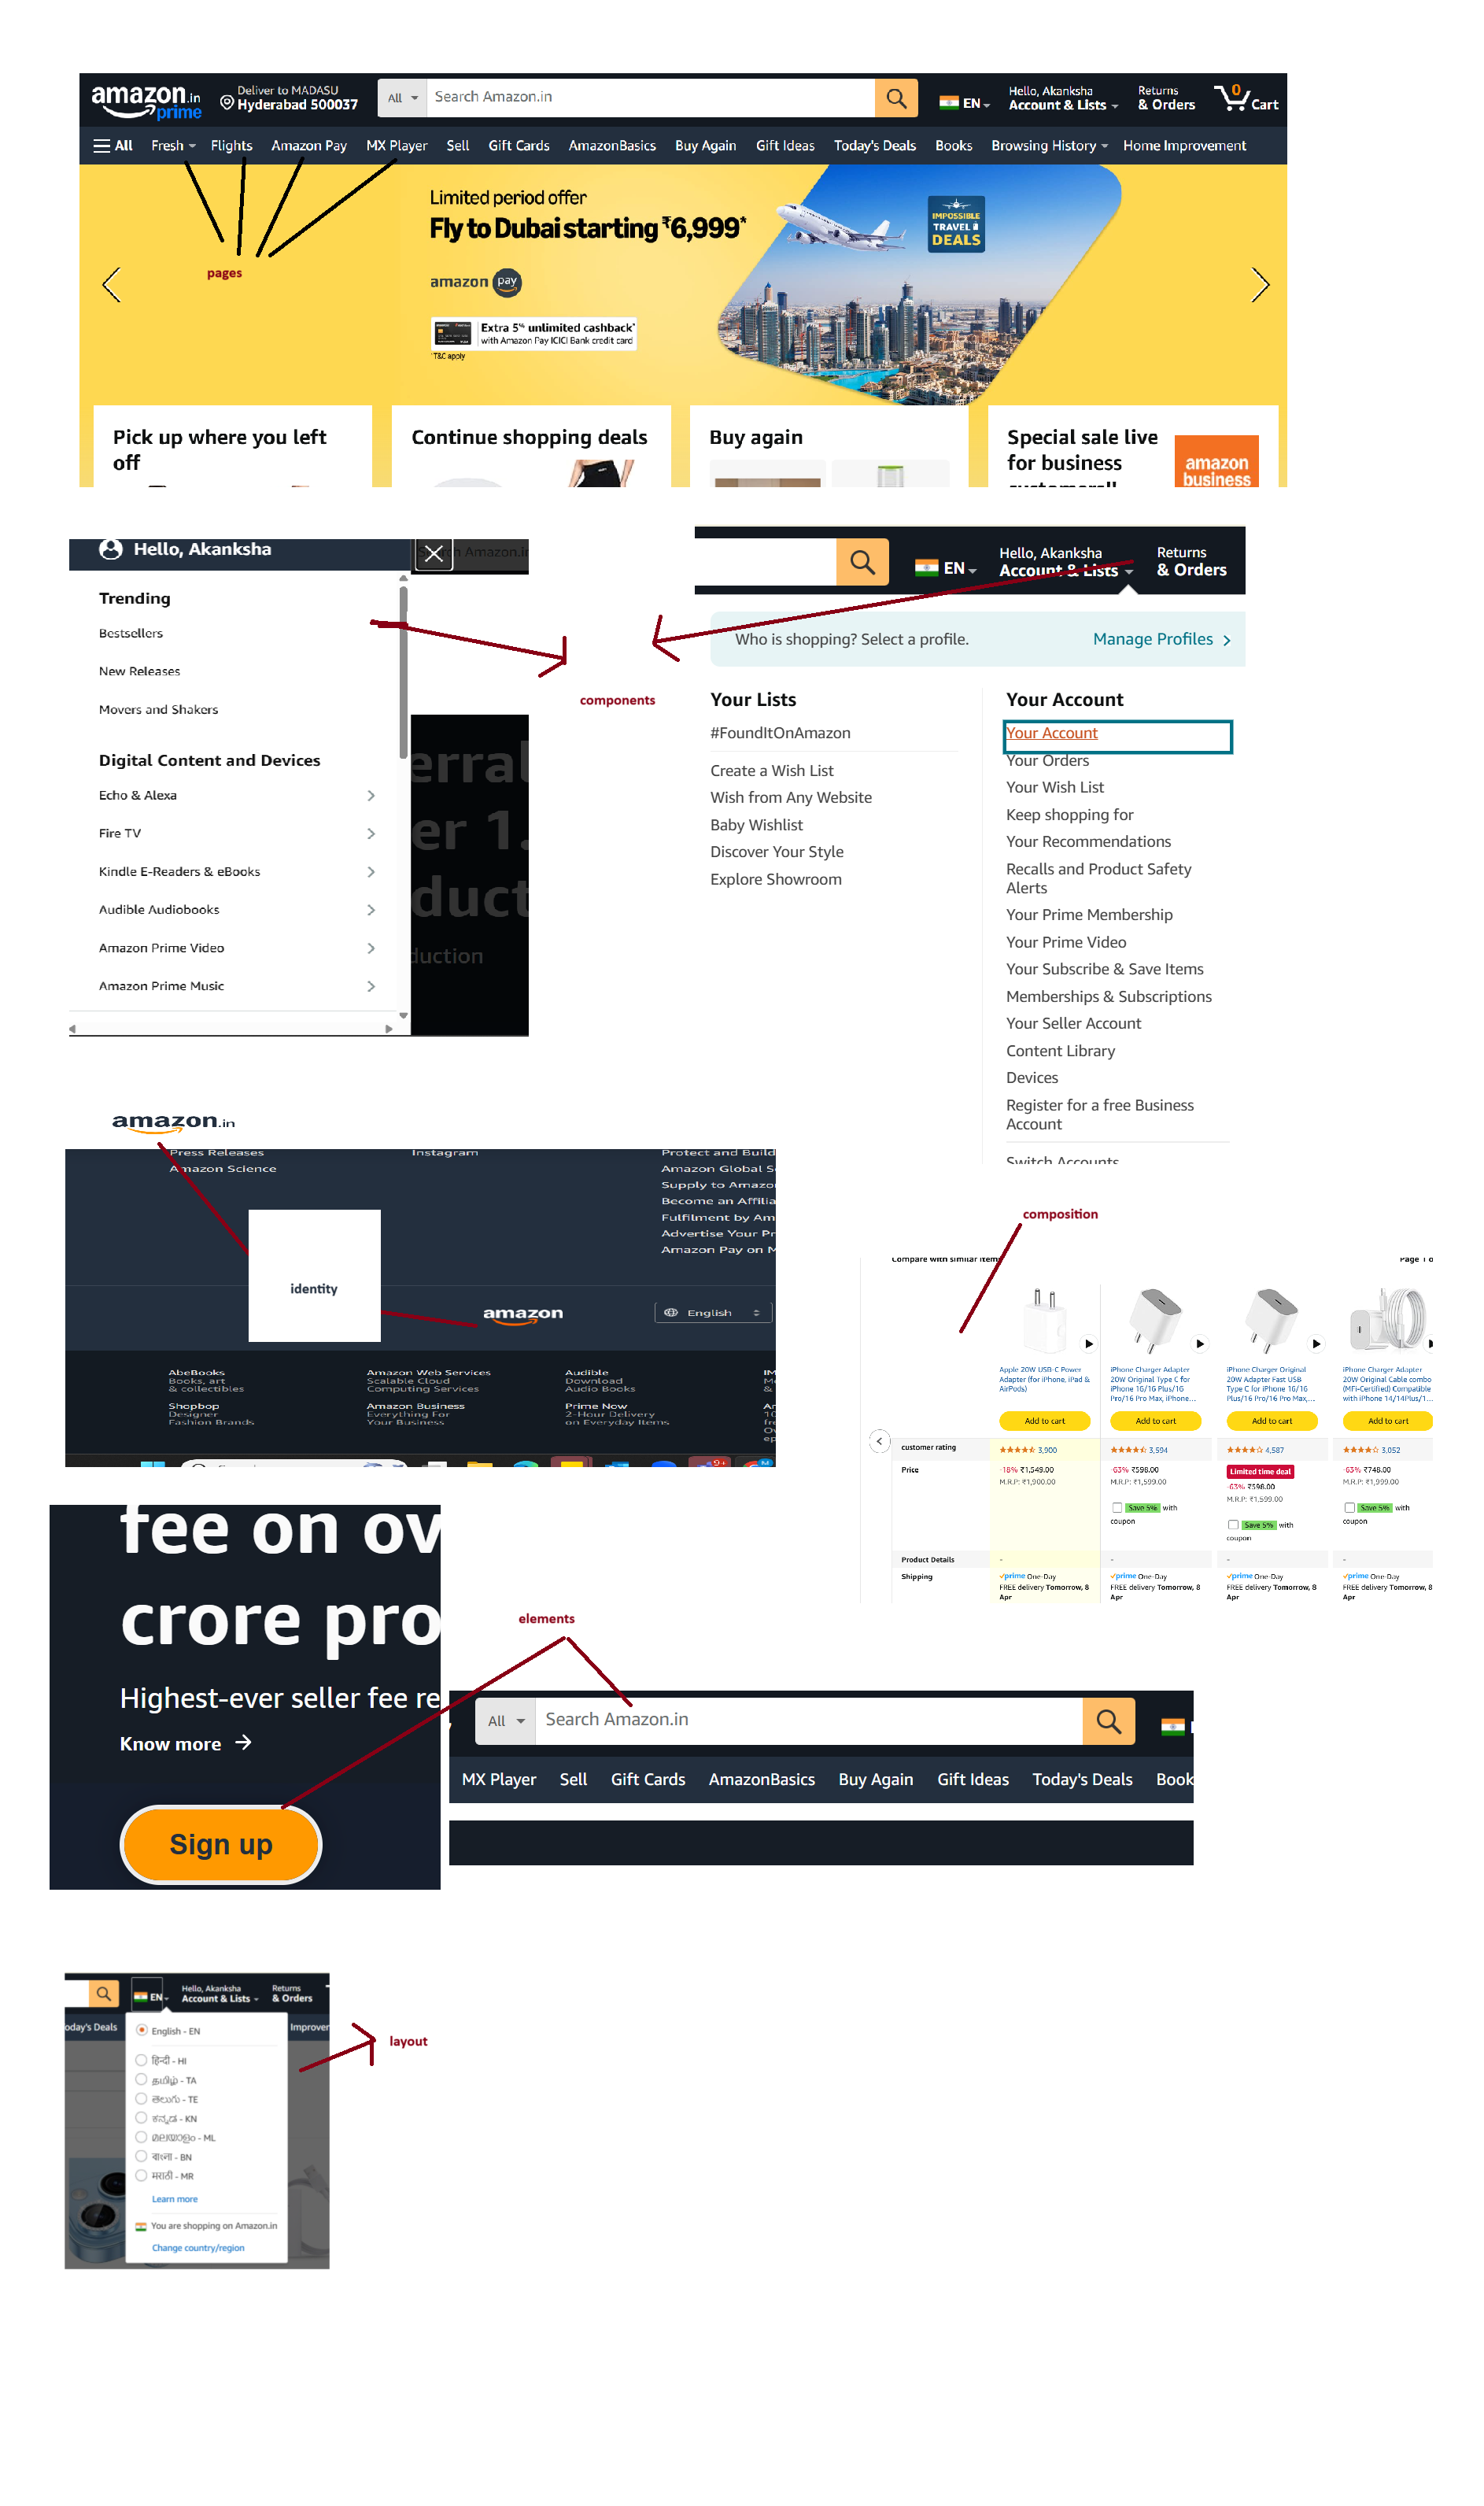 amazon.in
prime
Deliver to MADASU
Hyderabad 500037
All
Search Amazon.in
EN
Hello, Akanksha
Account & Lists
Returns
& Orders
0
Cart
All Fresh Flights Amazon Pay MX Player Sell Gift Cards AmazonBasics Buy Again Gift Ideas Today's Deals Books Browsing History Home Improvement
Limited period offer
Fly to Dubai starting ₹6,999*
IMPOSSIBLE
TRAVEL
DEALS
pages
amazon pay
Extra 5% unlimited cashback*
with Amazon Pay ICICI Bank credit card
*T&C apply
Pick up where you left
off
Continue shopping deals
Buy again
Special sale live
for business
customers!!
amazon
business
Hello, Akanksha
Search Amazon.in
Trending
Bestsellers
New Releases
Movers and Shakers
Digital Content and Devices
Echo & Alexa
Fire TV
Kindle E-Readers & eBooks
Audible Audiobooks
Amazon Prime Video
Amazon Prime Music
erral
er 1.
duct
duction
components
EN
Hello, Akanksha
Account & Lists
Returns
& Orders
Who is shopping? Select a profile.
Manage Profiles
Your Lists
#FoundItOnAmazon
Create a Wish List
Wish from Any Website
Baby Wishlist
Discover Your Style
Explore Showroom
Your Account
Your Account
Your Orders
Your Wish List
Keep shopping for
Your Recommendations
Recalls and Product Safety
Alerts
Your Prime Membership
Your Prime Video
Your Subscribe & Save Items
Memberships & Subscriptions
Your Seller Account
Content Library
Devices
Register for a free Business
Account
Switch Accounts
amazon.in
Press Releases
Amazon Science
Instagram
Protect and Build
Amazon Global S
Supply to Amazo
Become an Affilia
Fulfilment by Am
Advertise Your Pr
Amazon Pay on M
identity
amazon
English
AbeBooks
Books, art
& collectibles
Amazon Web Services
Scalable Cloud
Computing Services
Audible
Download
Audio Books
IM
Mo
&
Shopbop
Designer
Fashion Brands
Amazon Business
Everything For
Your Business
Prime Now
2-Hour Delivery
on Everyday Items
9+
composition
Compare with similar items
Page 1 o
Apple 20W USB-C Power
Adapter (for iPhone, iPad &
AirPods)
iPhone Charger Adapter
20W Original Type C for
iPhone 16/16 Plus/16
Pro/16 Pro Max, iPhone...
iPhone Charger Original
20W Adapter Fast USB
Type C for iPhone 16/16
Plus/16 Pro/16 Pro Max,...
iPhone Charger Adapter
20W Original Cable combo
(MFi-Certified) Compatible
with iPhone 14/14Plus/1...
Add to cart
Add to cart
Add to cart
Add to cart
customer rating
3,900
3,594
4,587
3,052
Price
-18% ₹1,549.00
M.R.P: ₹1,900.00
-63% ₹598.00
M.R.P: ₹1,599.00
Save 5% with
coupon
Limited time deal
-63% ₹598.00
M.R.P: ₹1,599.00
Save 5% with
coupon
-63% ₹748.00
M.R.P: ₹1,999.00
Save 5% with
coupon
Product Details
-
-
-
-
Shipping
prime One-Day
FREE delivery Tomorrow, 8
Apr
prime One-Day
FREE delivery Tomorrow, 8
Apr
prime One-Day
FREE delivery Tomorrow, 8
Apr
prime One-Day
FREE delivery Tomorrow, 8
Apr
fee on ov
crore pro
Highest-ever seller fee re
Know more →
Sign up
elements
All
Search Amazon.in
MX Player Sell Gift Cards AmazonBasics Buy Again Gift Ideas Today's Deals Book
EN
Hello, Akanksha
Account & Lists
Returns
& Orders
oday's Deals
Improver
English - EN
हिन्दी - HI
தமிழ் - TA
తెలుగు - TE
ಕನ್ನಡ - KN
മലയാളം - ML
বাংলা - BN
मराठी - MR
Learn more
You are shopping on Amazon.in
Change country/region
layout